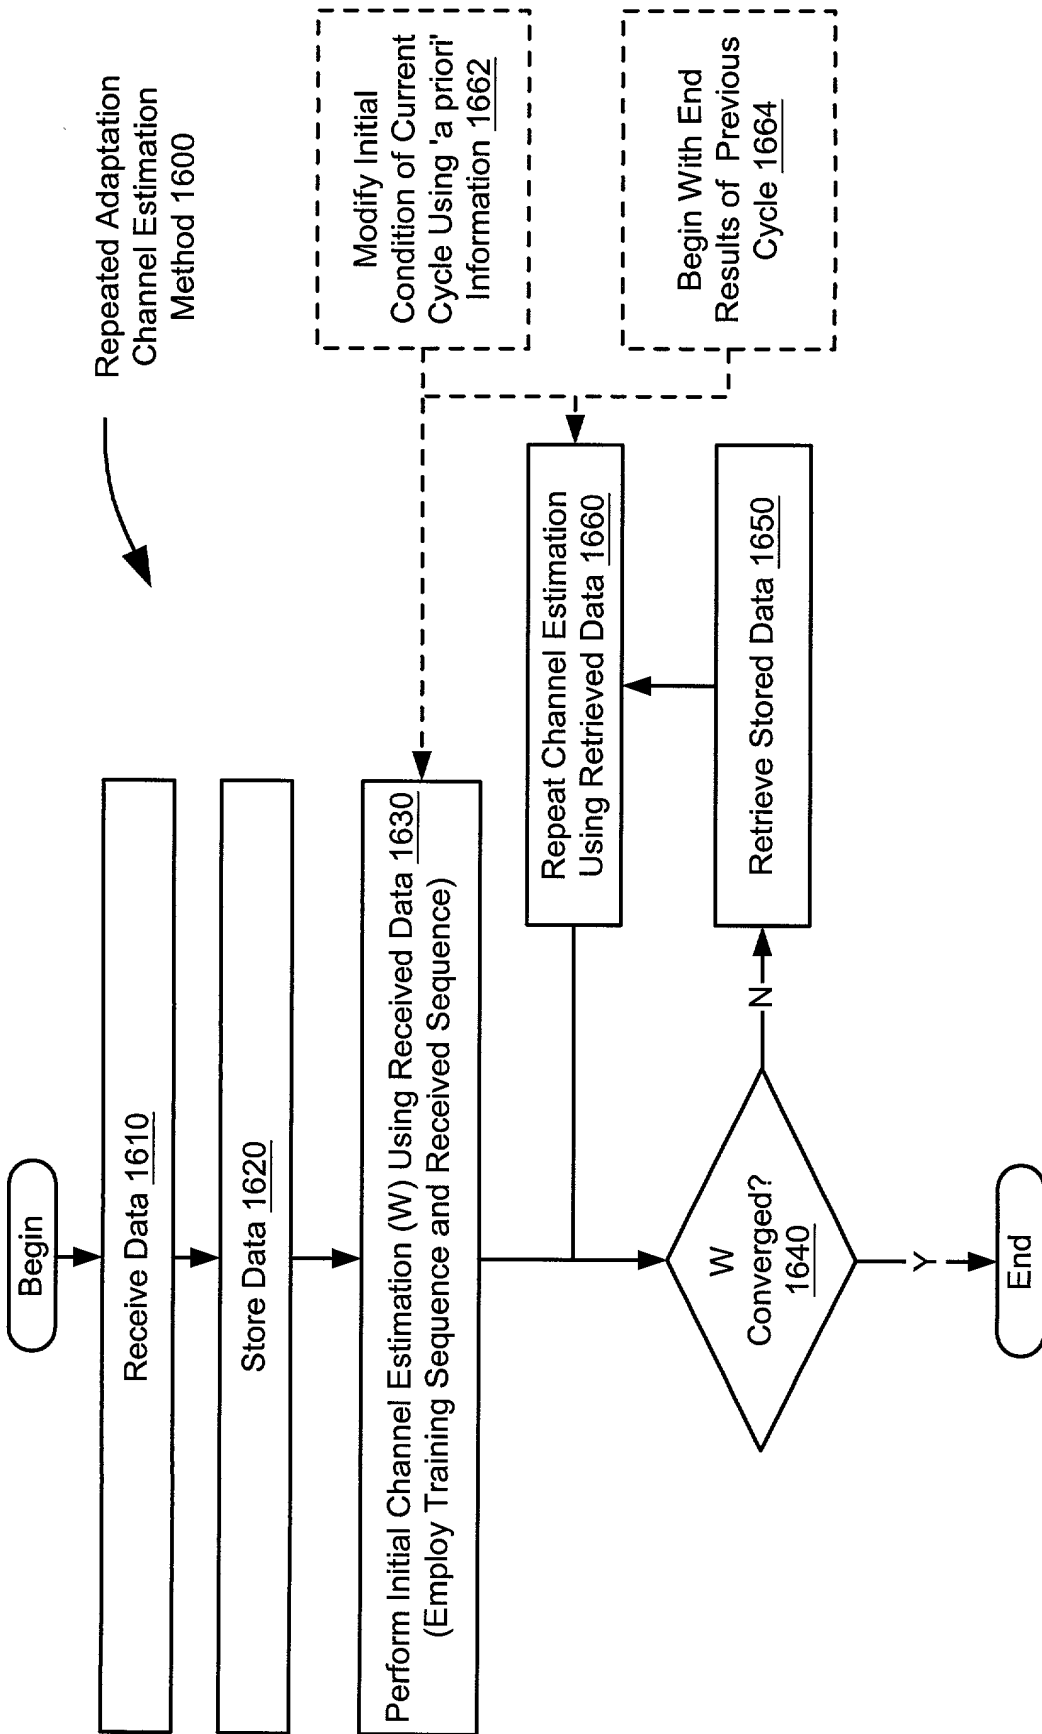 Repeated Adaptation
Channel Estimation
Method 1600
Begin
Receive Data 1610
Store Data 1620
Perform Initial Channel Estimation (W) Using Received Data 1630
(Employ Training Sequence and Received Sequence)
Modify Initial
Condition of Current
Cycle Using 'a priori'
Information 1662
Repeat Channel Estimation
Using Retrieved Data 1660
Begin With End
Results of Previous
Cycle 1664
W
Converged?
1640
N
Retrieve Stored Data 1650
Y
End